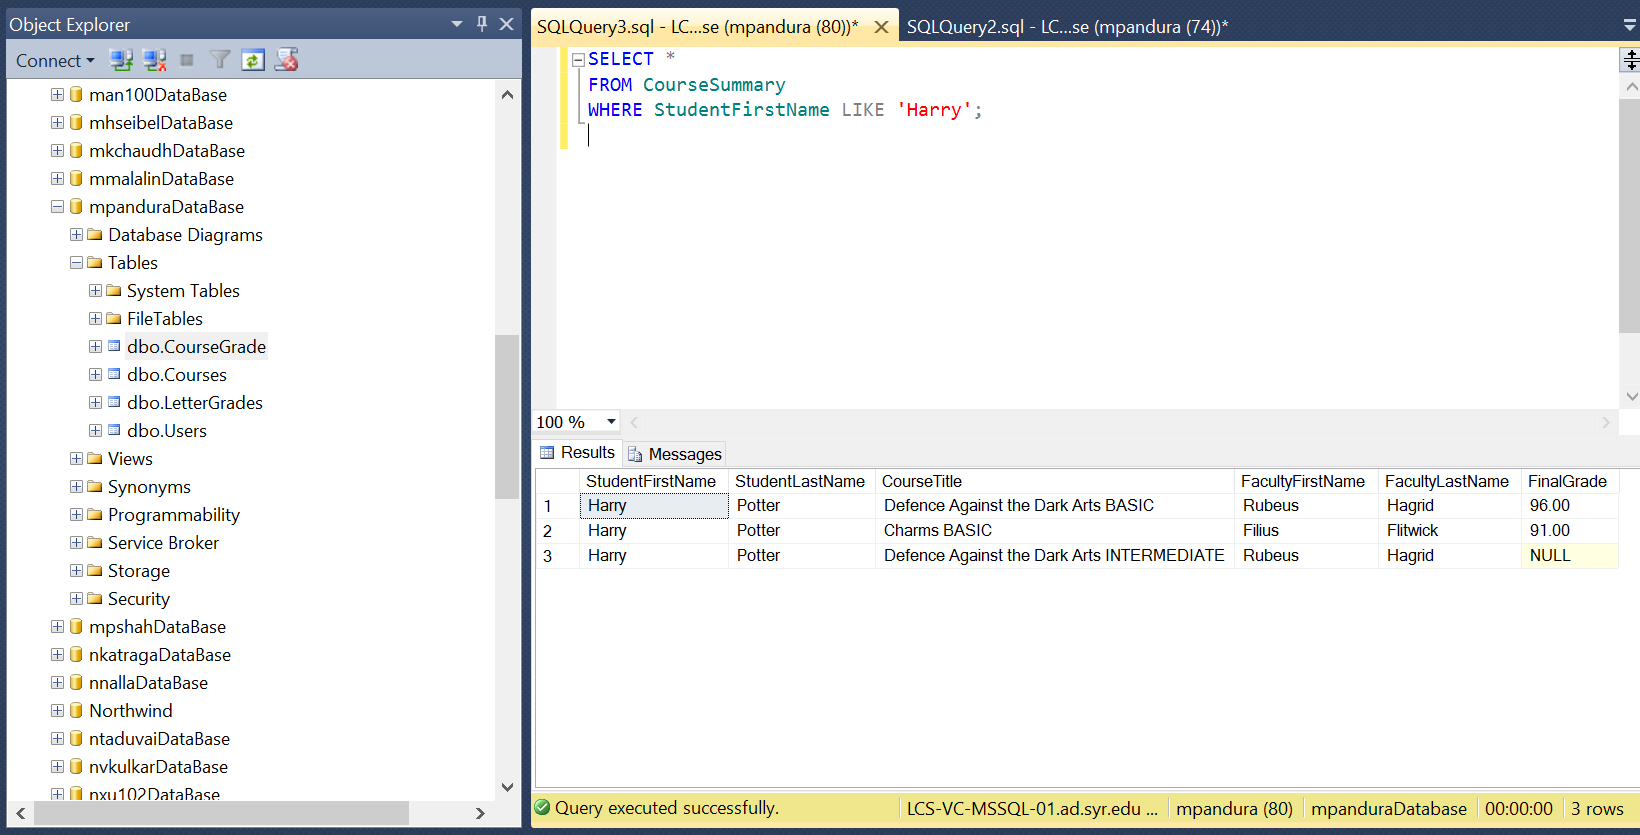 Object Explorer
Connect
man100DataBase
mhseibelDataBase
mkchaudhDataBase
mmalalinDataBase
mpanduraDataBase
Database Diagrams
Tables
System Tables
FileTables
dbo.CourseGrade
dbo.Courses
dbo.LetterGrades
dbo.Users
Views
Synonyms
Programmability
Service Broker
Storage
Security
mpshahDataBase
nkatragaDataBase
nnallaDataBase
Northwind
ntaduvaiDataBase
nvkulkarDataBase
nxu102DataBase
SQLQuery3.sql - LC...se (mpandura (80))* SQLQuery2.sql - LC...se (mpandura (74))*
SELECT *
FROM CourseSummary
WHERE StudentFirstName LIKE 'Harry';
100 %
Results Messages
StudentFirstName StudentLastName CourseTitle FacultyFirstName FacultyLastName FinalGrade
1 Harry Potter Defence Against the Dark Arts BASIC Rubeus Hagrid 96.00
2 Harry Potter Charms BASIC Filius Flitwick 91.00
3 Harry Potter Defence Against the Dark Arts INTERMEDIATE Rubeus Hagrid NULL
Query executed successfully. LCS-VC-MSSQL-01.ad.syr.edu ... mpandura (80) mpanduraDatabase 00:00:00 3 rows